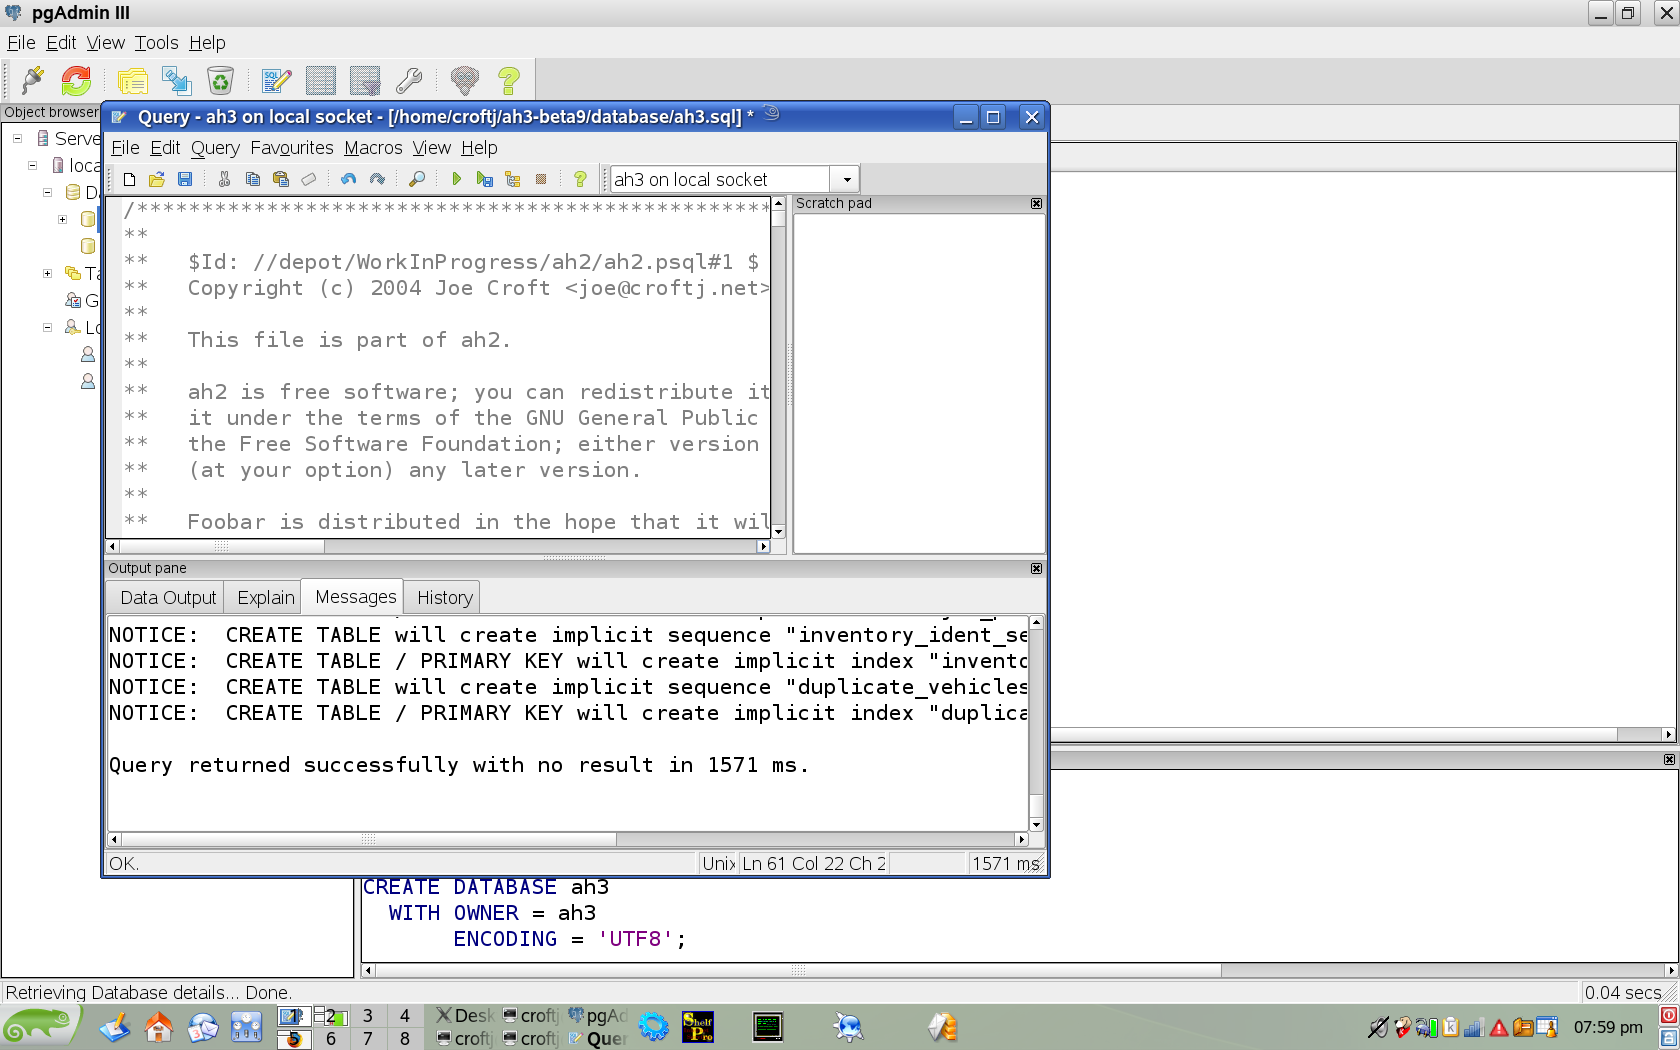 pgAdmin III
File Edit View Tools Help
Object browser
Serve
loca
D
Ta
G
Lo
Query - ah3 on local socket - [/home/croftj/ah3-beta9/database/ah3.sql] *
File Edit Query Favourites Macros View Help
ah3 on local socket
Scratch pad
/*************************************************
**
** $Id: //depot/WorkInProgress/ah2/ah2.psql#1 $
** Copyright (c) 2004 Joe Croft <joe@croftj.net>
**
** This file is part of ah2.
**
** ah2 is free software; you can redistribute it
** it under the terms of the GNU General Public
** the Free Software Foundation; either version
** (at your option) any later version.
**
** Foobar is distributed in the hope that it wil
Output pane
Data Output Explain Messages History
NOTICE: CREATE TABLE will create implicit sequence "inventory_ident_se
NOTICE: CREATE TABLE / PRIMARY KEY will create implicit index "invento
NOTICE: CREATE TABLE will create implicit sequence "duplicate_vehicles
NOTICE: CREATE TABLE / PRIMARY KEY will create implicit index "duplica
Query returned successfully with no result in 1571 ms.
OK. Unix Ln 61 Col 22 Ch 2 1571 ms
CREATE DATABASE ah3
WITH OWNER = ah3
ENCODING = 'UTF8';
Retrieving Database details... Done. 0.04 secs
1 2 3 4
5 6 7 8
Desk croftj pgAd
croftj croftj Quer
Shelf Pro
07:59 pm